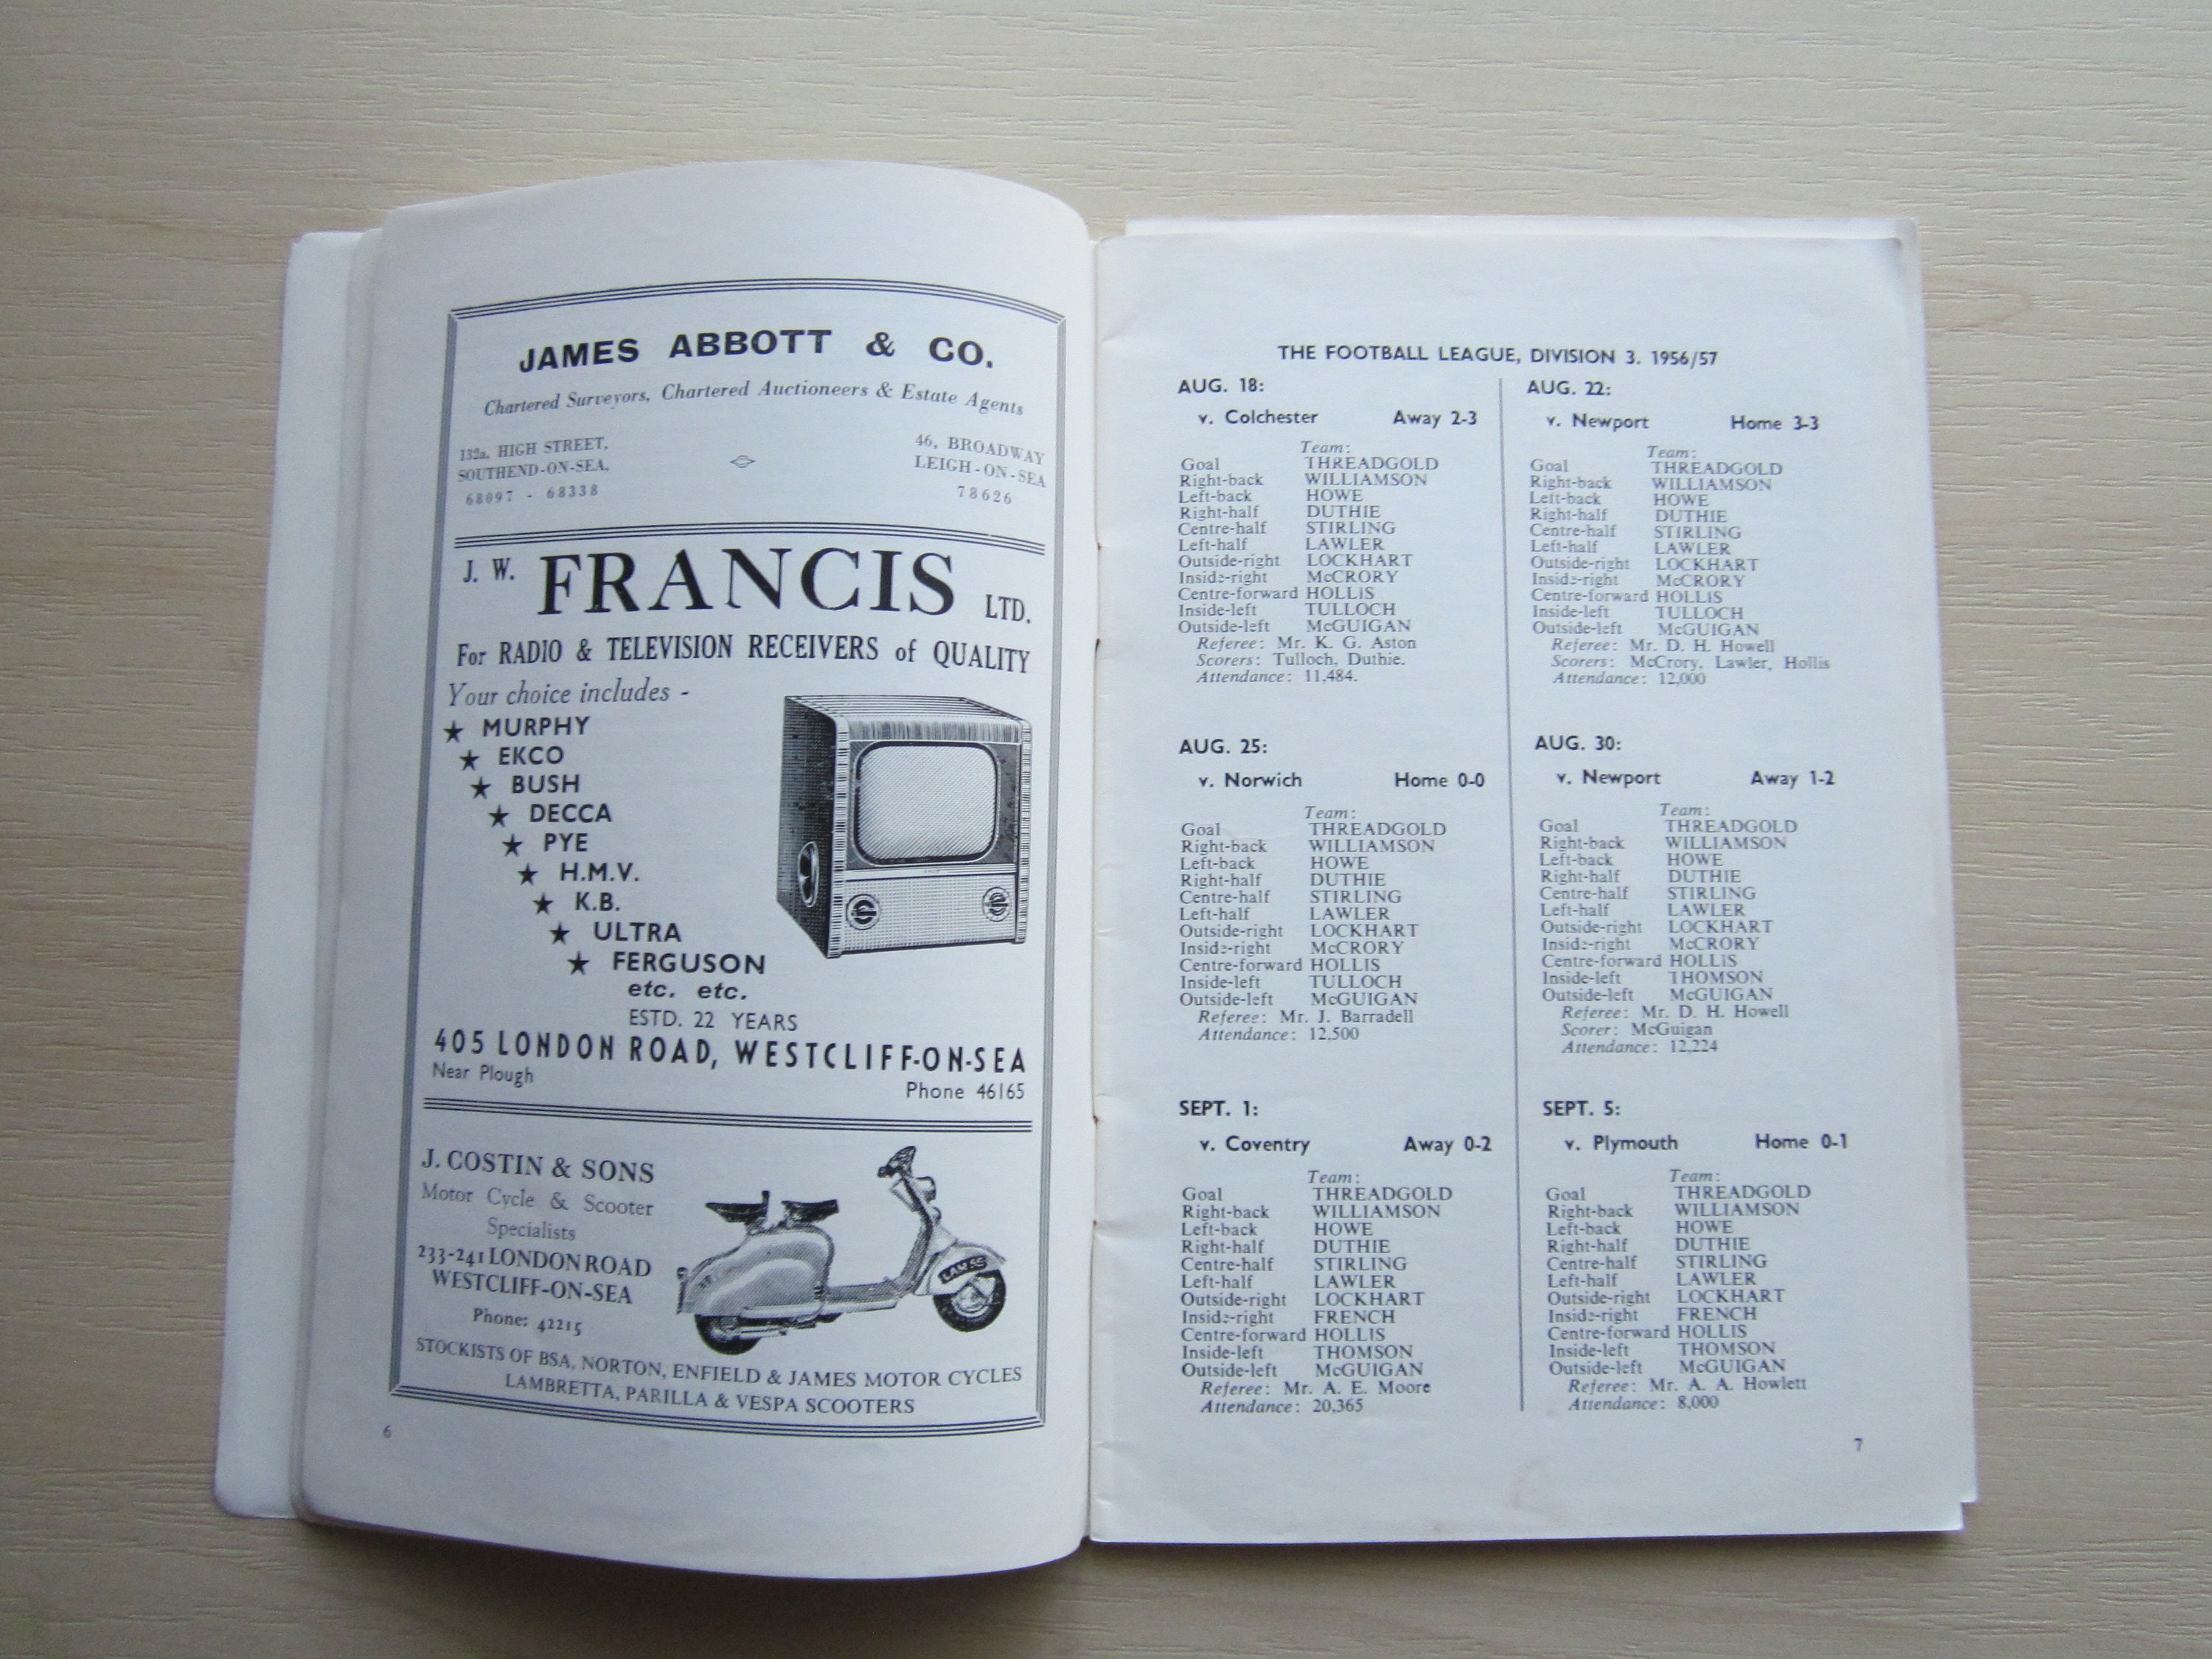 JAMES ABBOTT & CO.
Chartered Surveyors, Chartered Auctioneers & Estate Agents
132a, HIGH STREET,
SOUTHEND-ON-SEA,
68097 - 68338
46, BROADWAY
LEIGH-ON-SEA
78626
J. W. FRANCIS LTD.
For RADIO & TELEVISION RECEIVERS of QUALITY
Your choice includes -
★ MURPHY
★ EKCO
★ BUSH
★ DECCA
★ PYE
★ H.M.V.
★ K.B.
★ ULTRA
★ FERGUSON
etc. etc.
ESTD. 22 YEARS
405 LONDON ROAD, WESTCLIFF-ON-SEA
Near Plough Phone 46165
J. COSTIN & SONS
Motor Cycle & Scooter
Specialists
233-241 LONDON ROAD
WESTCLIFF-ON-SEA
Phone: 42215
STOCKISTS OF BSA, NORTON, ENFIELD & JAMES MOTOR CYCLES
LAMBRETTA, PARILLA & VESPA SCOOTERS
6
THE FOOTBALL LEAGUE, DIVISION 3. 1956/57
AUG. 18:
v. Colchester Away 2-3
Team:
Goal THREADGOLD
Right-back WILLIAMSON
Left-back HOWE
Right-half DUTHIE
Centre-half STIRLING
Left-half LAWLER
Outside-right LOCKHART
Inside-right McCRORY
Centre-forward HOLLIS
Inside-left TULLOCH
Outside-left McGUIGAN
Referee: Mr. K. G. Aston
Scorers: Tulloch, Duthie.
Attendance: 11,484.
AUG. 22:
v. Newport Home 3-3
Team:
Goal THREADGOLD
Right-back WILLIAMSON
Left-back HOWE
Right-half DUTHIE
Centre-half STIRLING
Left-half LAWLER
Outside-right LOCKHART
Inside-right McCRORY
Centre-forward HOLLIS
Inside-left TULLOCH
Outside-left McGUIGAN
Referee: Mr. D. H. Howell
Scorers: McCrory, Lawler, Hollis
Attendance: 12,000
AUG. 25:
v. Norwich Home 0-0
Team:
Goal THREADGOLD
Right-back WILLIAMSON
Left-back HOWE
Right-half DUTHIE
Centre-half STIRLING
Left-half LAWLER
Outside-right LOCKHART
Inside-right McCRORY
Centre-forward HOLLIS
Inside-left TULLOCH
Outside-left McGUIGAN
Referee: Mr. J. Barradell
Attendance: 12,500
AUG. 30:
v. Newport Away 1-2
Team:
Goal THREADGOLD
Right-back WILLIAMSON
Left-back HOWE
Right-half DUTHIE
Centre-half STIRLING
Left-half LAWLER
Outside-right LOCKHART
Inside-right McCRORY
Centre-forward HOLLIS
Inside-left THOMSON
Outside-left McGUIGAN
Referee: Mr. D. H. Howell
Scorer: McGuigan
Attendance: 12,224
SEPT. 1:
v. Coventry Away 0-2
Team:
Goal THREADGOLD
Right-back WILLIAMSON
Left-back HOWE
Right-half DUTHIE
Centre-half STIRLING
Left-half LAWLER
Outside-right LOCKHART
Inside-right FRENCH
Centre-forward HOLLIS
Inside-left THOMSON
Outside-left McGUIGAN
Referee: Mr. A. E. Moore
Attendance: 20,365
SEPT. 5:
v. Plymouth Home 0-1
Team:
Goal THREADGOLD
Right-back WILLIAMSON
Left-back HOWE
Right-half DUTHIE
Centre-half STIRLING
Left-half LAWLER
Outside-right LOCKHART
Inside-right FRENCH
Centre-forward HOLLIS
Inside-left THOMSON
Outside-left McGUIGAN
Referee: Mr. A. A. Howlett
Attendance: 8,000
7